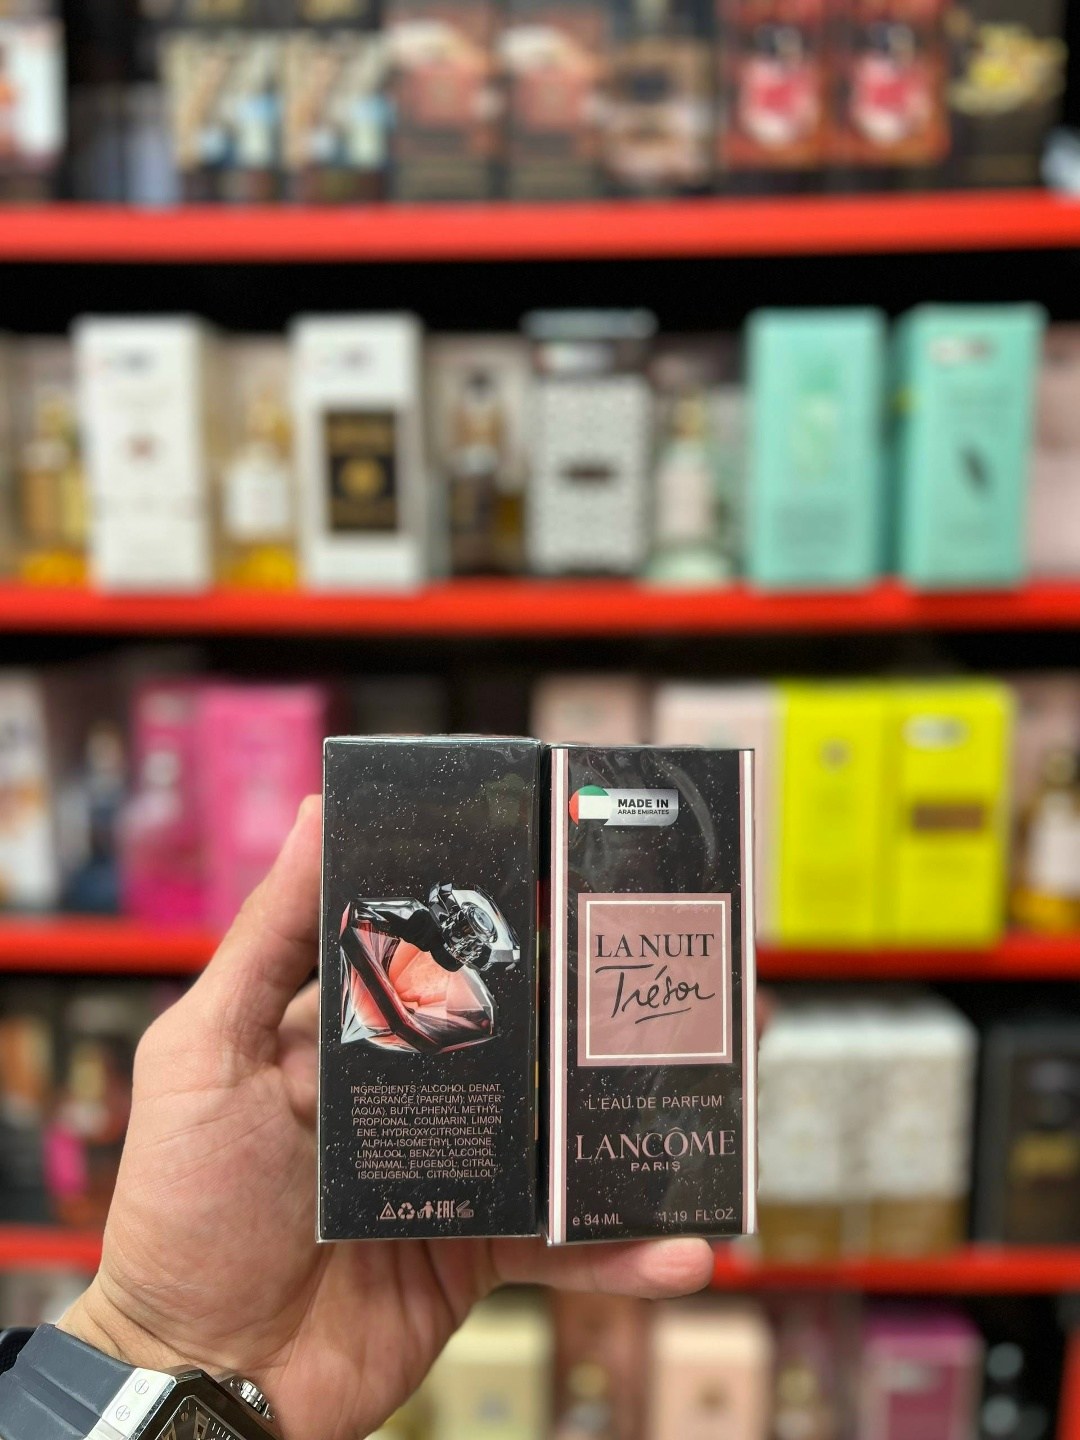 INGREDIENTS: ALCOHOL DENAT.,
FRAGRANCE (PARFUM); WATER
(AQUA), BUTYLPHENYL METHYL-
PROPIONAL, COUMARIN, LIMON
ENE, HYDROXYCITRONELLAL,
ALPHA-ISOMETHYL IONONE,
LINALOOL, BENZYL ALCOHOL,
CINNAMAL, EUGENOL, CITRAL,
ISOEUGENOL, CITRONELLOL
EAC
MADE IN
ARAB EMIRATES
LA NUIT
Trésor
L'EAU DE PARFUM
LANCÔME
PARIS
e 34 ML 1.19 FL.OZ